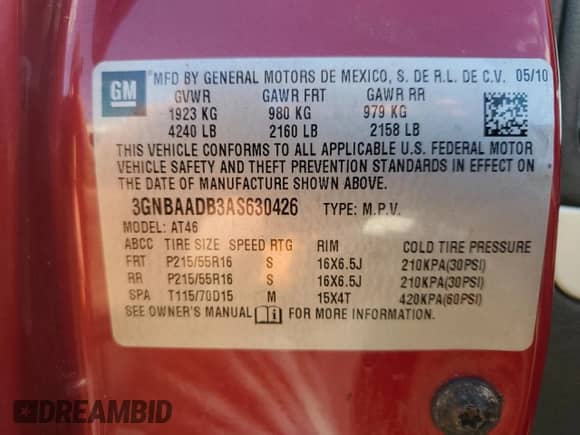 GM MFD BY GENERAL MOTORS DE MEXICO, S. DE R.L. DE C.V. 05/10
GVWR GAWR FRT GAWR RR
1923 KG 980 KG 979 KG
4240 LB 2160 LB 2158 LB
THIS VEHICLE CONFORMS TO ALL APPLICABLE U.S. FEDERAL MOTOR
VEHICLE SAFETY AND THEFT PREVENTION STANDARDS IN EFFECT ON
THE DATE OF MANUFACTURE SHOWN ABOVE.
3GNBAADB3AS630426 TYPE: M.P.V.
MODEL: AT46
ABCC TIRE SIZE SPEED RTG RIM COLD TIRE PRESSURE
FRT P215/55R16 S 16X6.5J 210KPA(30PSI)
RR P215/55R16 S 16X6.5J 210KPA(30PSI)
SPA T115/70D15 M 15X4T 420KPA(60PSI)
SEE OWNER'S MANUAL FOR MORE INFORMATION.
DREAMBID